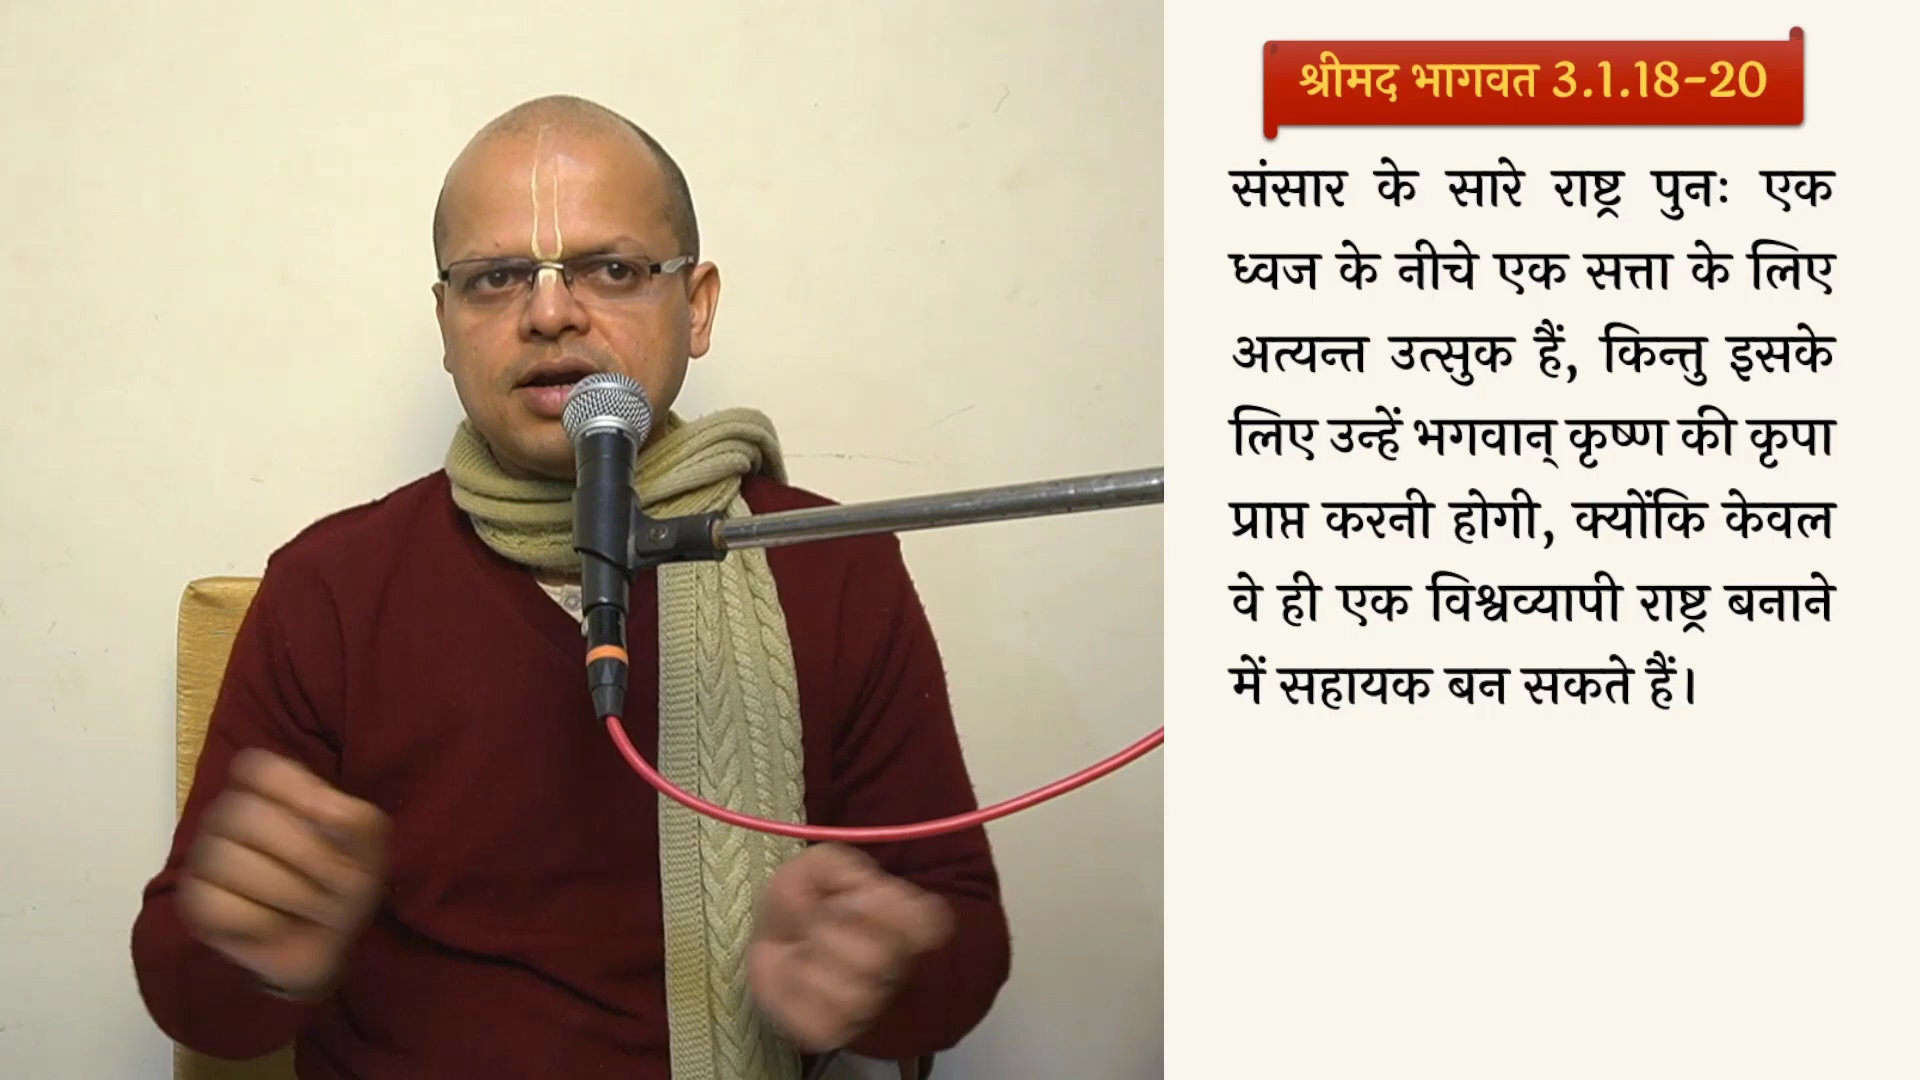 श्रीमद भागवत 3.1.18-20
संसार के सारे राष्ट्र पुनः एक
ध्वज के नीचे एक सत्ता के लिए
अत्यन्त उत्सुक हैं, किन्तु इसके
लिए उन्हें भगवान् कृष्ण की कृपा
प्राप्त करनी होगी, क्योंकि केवल
वे ही एक विश्वव्यापी राष्ट्र बनाने
में सहायक बन सकते हैं।